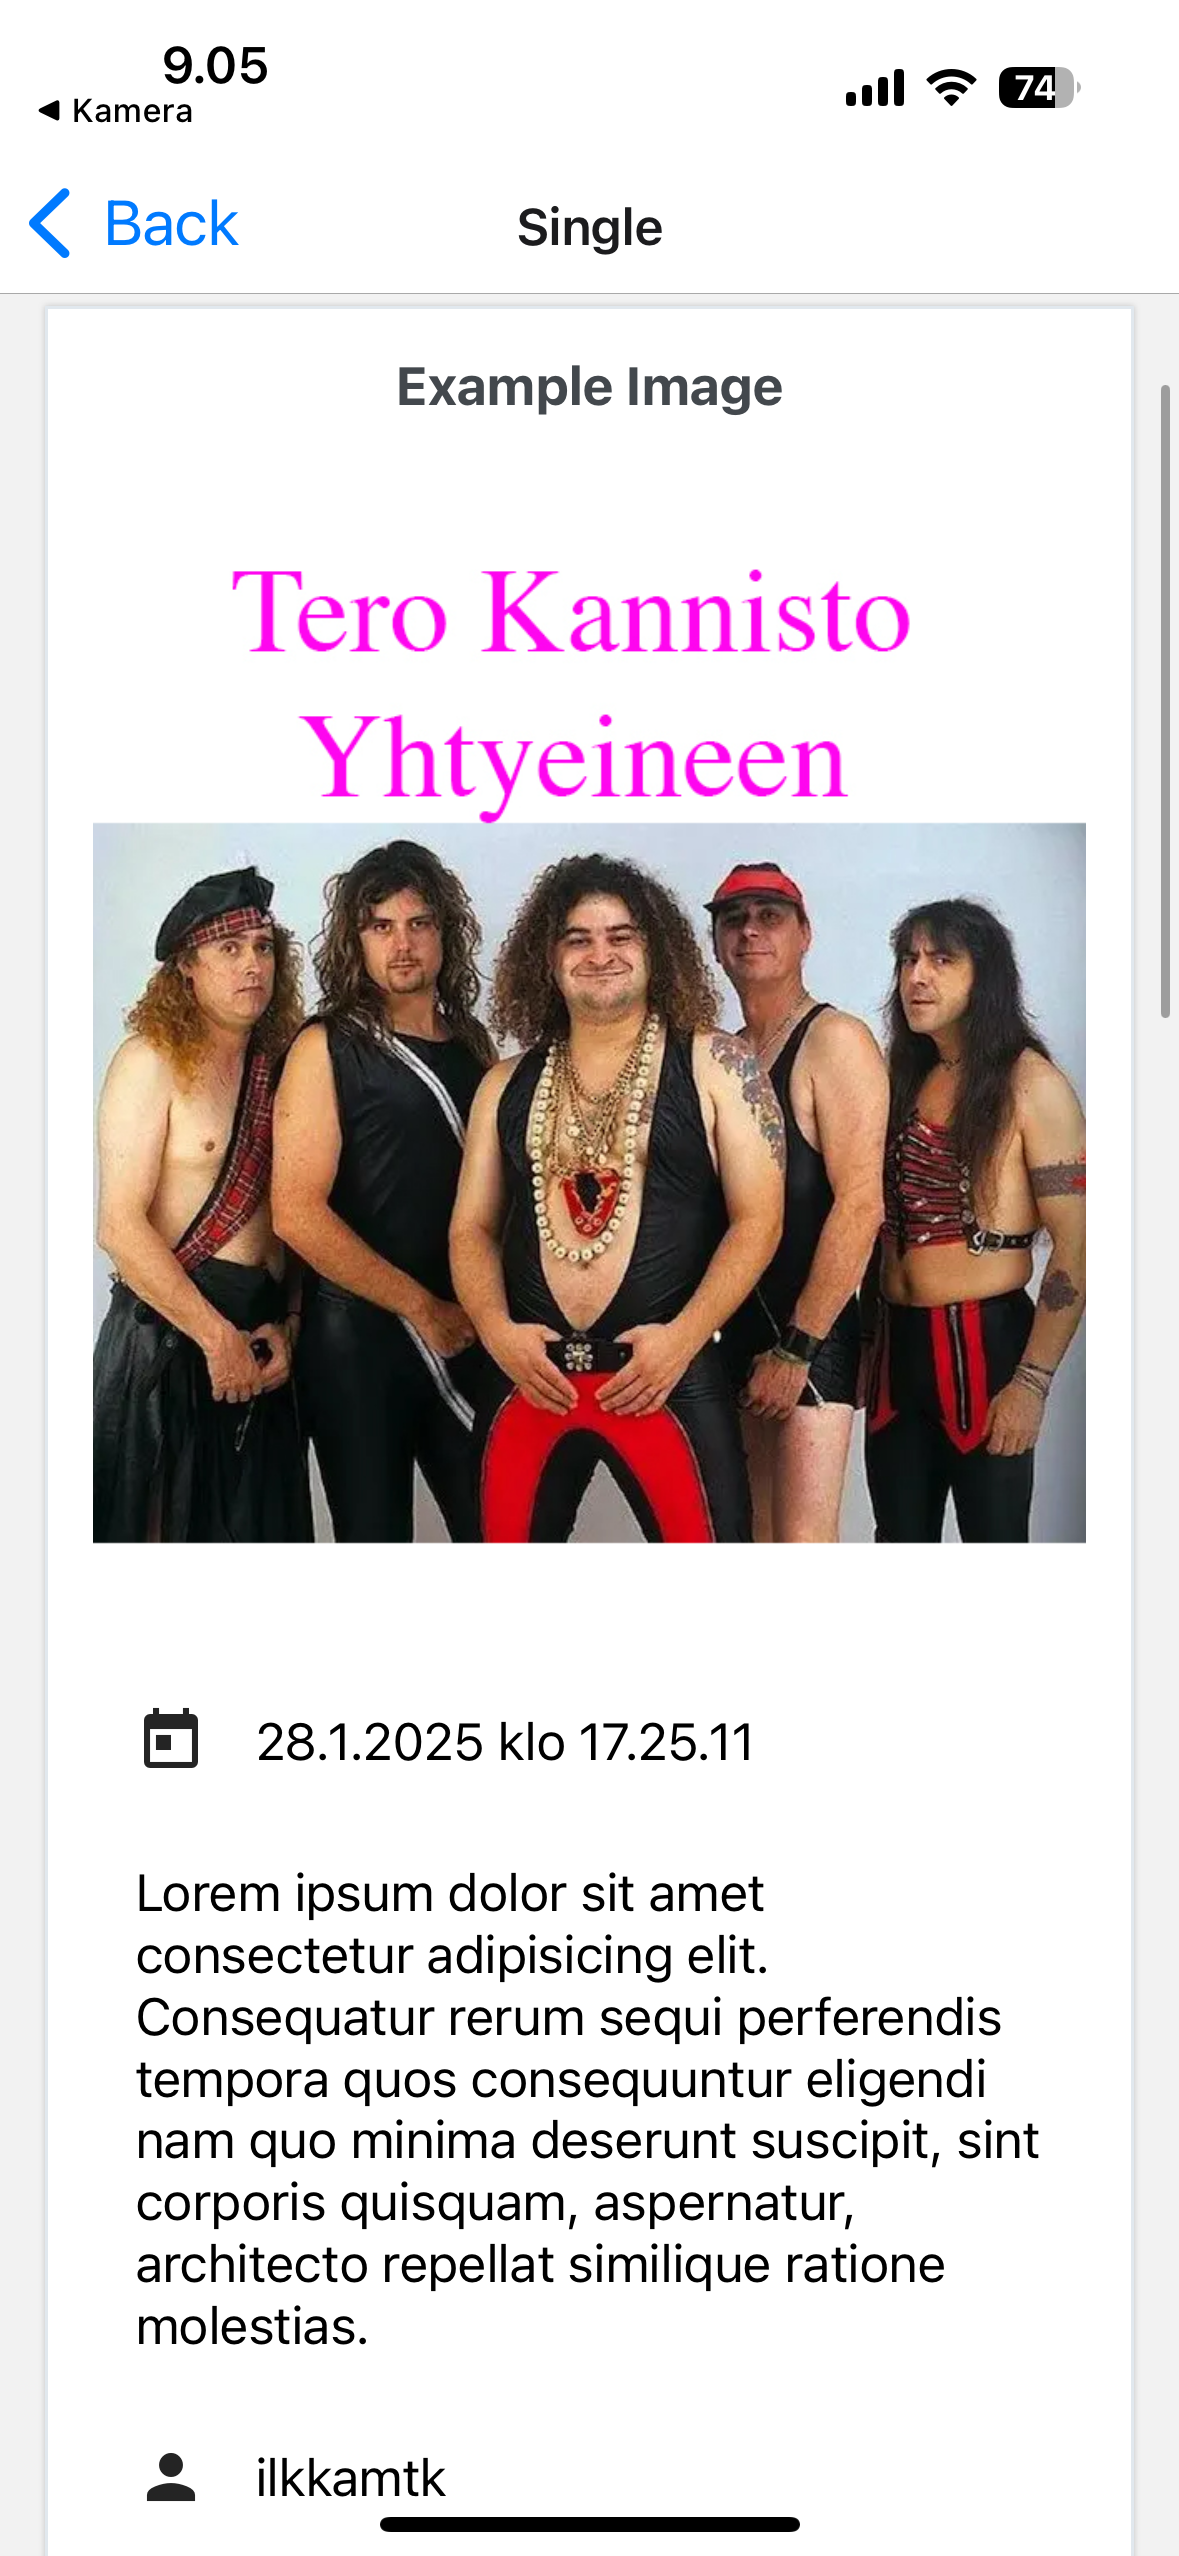 9.05
74
◀ Kamera
Back
Single
Example Image
Tero Kannisto
Yhtyeineen
28.1.2025 klo 17.25.11
Lorem ipsum dolor sit amet
consectetur adipisicing elit.
Consequatur rerum sequi perferendis
tempora quos consequuntur eligendi
nam quo minima deserunt suscipit, sint
corporis quisquam, aspernatur,
architecto repellat similique ratione
molestias.
ilkkamtk